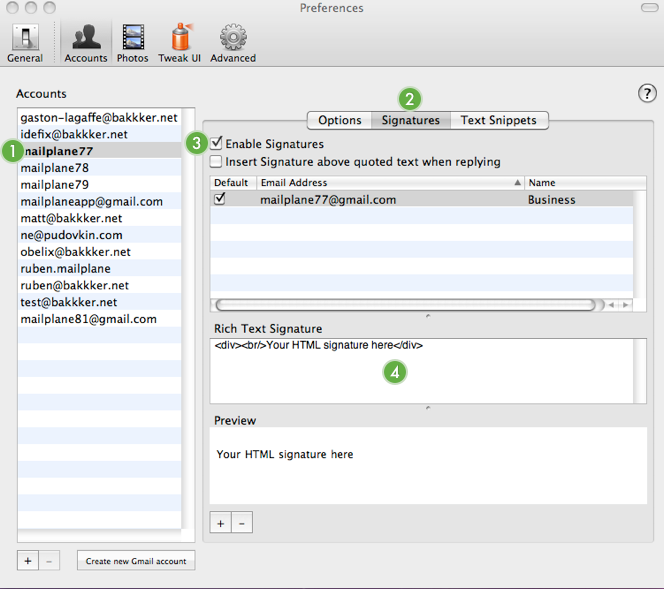 Preferences
General
Accounts
Photos
Tweak UI
Advanced
Accounts
?
gaston-lagaffe@bakkker.net
idefix@bakkker.net
1
mailplane77
mailplane78
mailplane79
mailplaneapp@gmail.com
matt@bakkker.net
ne@pudovkin.com
obelix@bakkker.net
ruben.mailplane
ruben@bakkker.net
test@bakkker.net
mailplane81@gmail.com
+ –
Create new Gmail account
2
Options Signatures Text Snippets
3
Enable Signatures
Insert Signature above quoted text when replying
Default Email Address Name
mailplane77@gmail.com Business
Rich Text Signature
<div><br/>Your HTML signature here</div>
4
Preview
Your HTML signature here
+ –